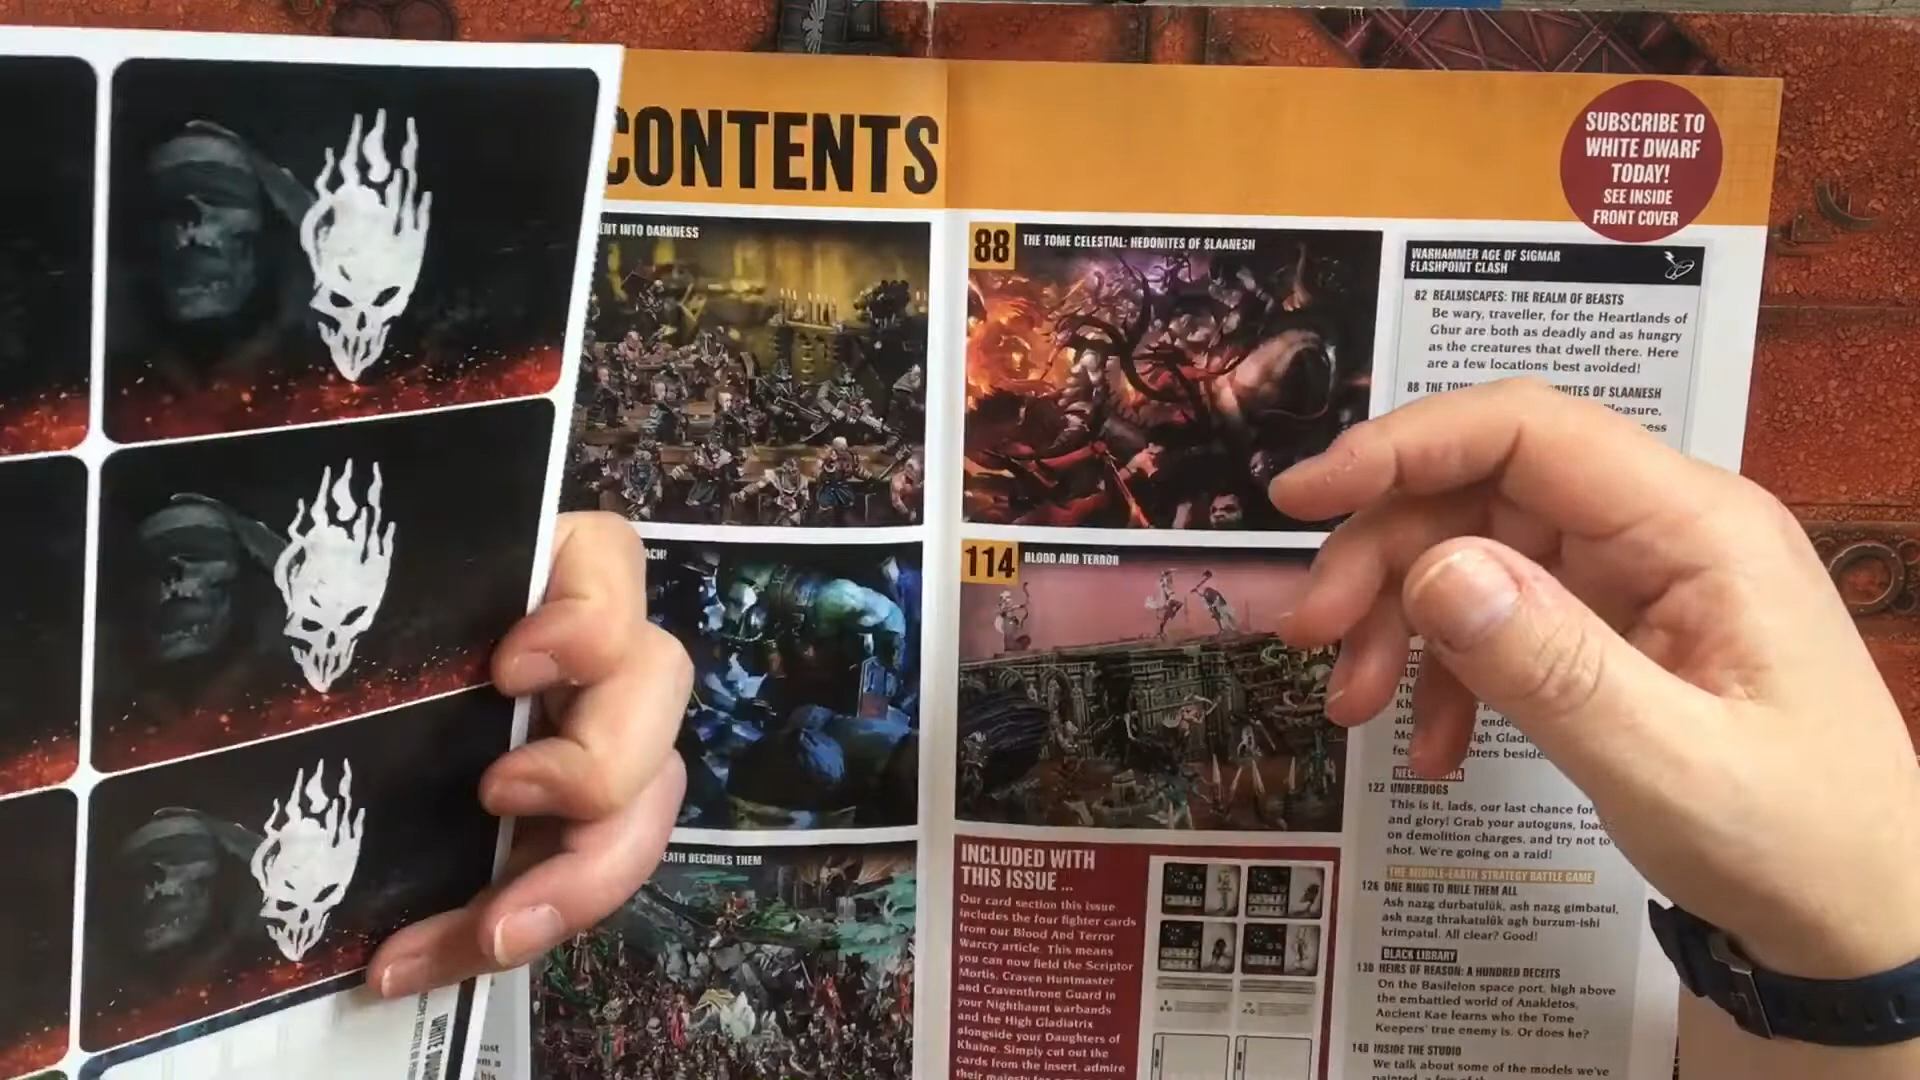 CONTENTS
SUBSCRIBE TO
WHITE DWARF
TODAY!
SEE INSIDE
FRONT COVER
INTO DARKNESS
88 THE TOME CELESTIAL: HEDONITES OF SLAANESH
114 BLOOD AND TERROR
BECOMES THEM
INCLUDED WITH
THIS ISSUE ...
Our card section this issue
includes the four fighter cards
from our Blood And Terror
Warcry article. This means
you can now field the Scriptor
Mortis, Craven Huntmaster
and Craventhrone Guard in
your Nighthaunt warbands
and the High Gladiatrix
alongside your Daughters of
Khaine. Simply cut out the
cards from the insert, admire
their
WARHAMMER AGE OF SIGMAR
FLASHPOINT CLASH
82 REALMSCAPES: THE REALM OF BEASTS
Be wary, traveller, for the Heartlands of
Ghur are both as deadly and as hungry
as the creatures that dwell there. Here
are a few locations best avoided!
88 THE OF SLAANESH
122 UNDERDOGS
This is it, lads, our last chance for
and glory! Grab your autoguns, load
on demolition charges, and try not to
shot. We're going on a raid!
THE MIDDLE-EARTH STRATEGY BATTLE GAME
126 ONE RING TO RULE THEM ALL
Ash nazg durbatulûk, ash nazg gimbatul,
ash nazg thrakatulûk agh burzum-ishi
krimpatul. All clear? Good!
BLACK LIBRARY
130 HEIRS OF REASON: A HUNDRED DECEITS
On the Basileion space port, high above
the embattled world of Anakletos,
Ancient Kae learns who the Tome
Keepers' true enemy is. Or does he?
148 INSIDE THE STUDIO
We talk about some of the models we've
painted, a few of the